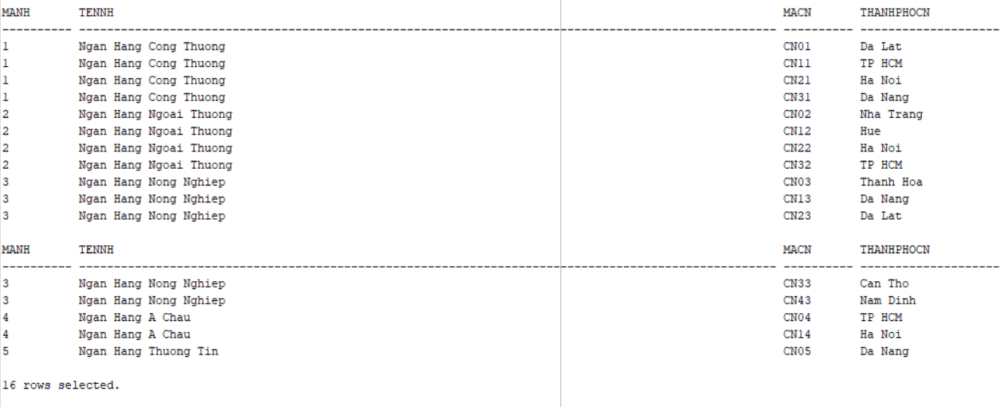 MANH TENNH MACN THANHPHOCN
---------- ---------------------------------------------------------------------------------------------------- ---------- --------------------
1 Ngan Hang Cong Thuong CN01 Da Lat
1 Ngan Hang Cong Thuong CN11 TP HCM
1 Ngan Hang Cong Thuong CN21 Ha Noi
1 Ngan Hang Cong Thuong CN31 Da Nang
2 Ngan Hang Ngoai Thuong CN02 Nha Trang
2 Ngan Hang Ngoai Thuong CN12 Hue
2 Ngan Hang Ngoai Thuong CN22 Ha Noi
2 Ngan Hang Ngoai Thuong CN32 TP HCM
3 Ngan Hang Nong Nghiep CN03 Thanh Hoa
3 Ngan Hang Nong Nghiep CN13 Da Nang
3 Ngan Hang Nong Nghiep CN23 Da Lat
MANH TENNH MACN THANHPHOCN
---------- ---------------------------------------------------------------------------------------------------- ---------- --------------------
3 Ngan Hang Nong Nghiep CN33 Can Tho
3 Ngan Hang Nong Nghiep CN43 Nam Dinh
4 Ngan Hang A Chau CN04 TP HCM
4 Ngan Hang A Chau CN14 Ha Noi
5 Ngan Hang Thuong Tin CN05 Da Nang
16 rows selected.